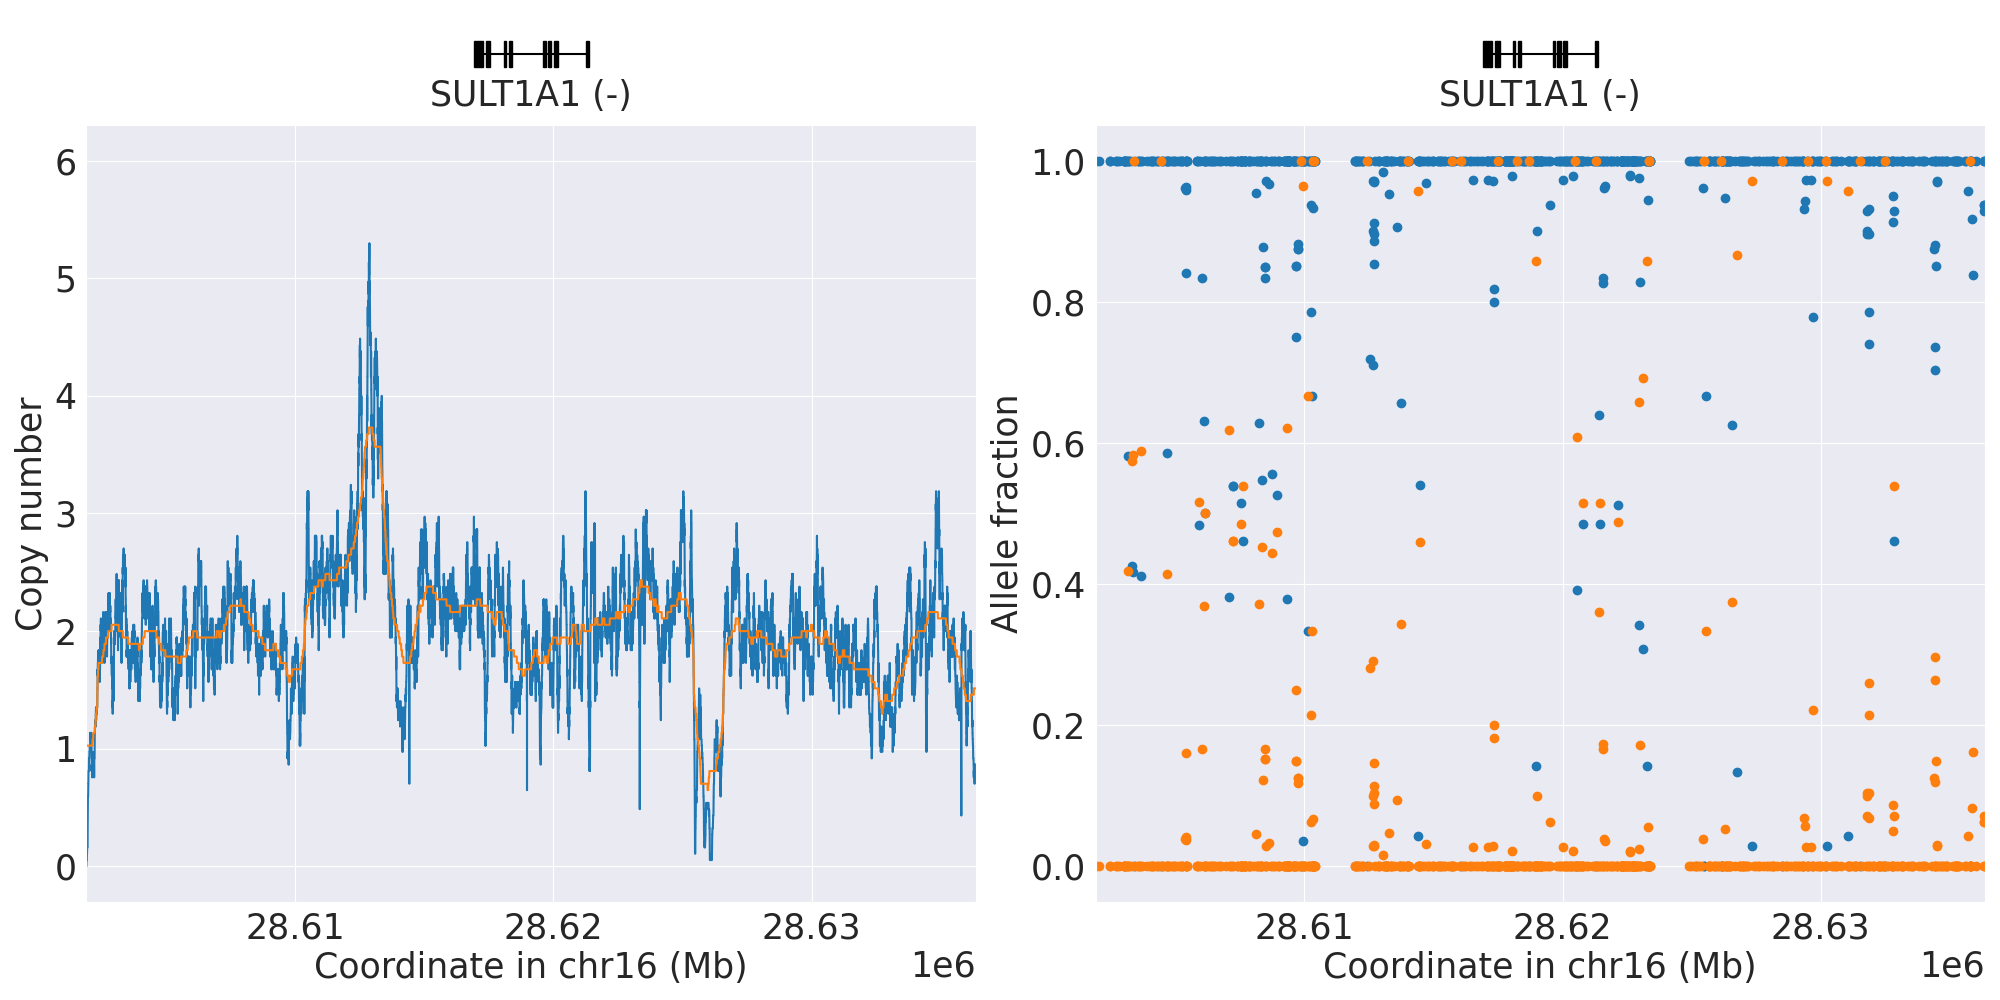 SULT1A1 (-)
Copy number
6
5
4
3
2
1
0
28.61
28.62
28.63
Coordinate in chr16 (Mb)
1e6
SULT1A1 (-)
Allele fraction
1.0
0.8
0.6
0.4
0.2
0.0
28.61
28.62
28.63
Coordinate in chr16 (Mb)
1e6